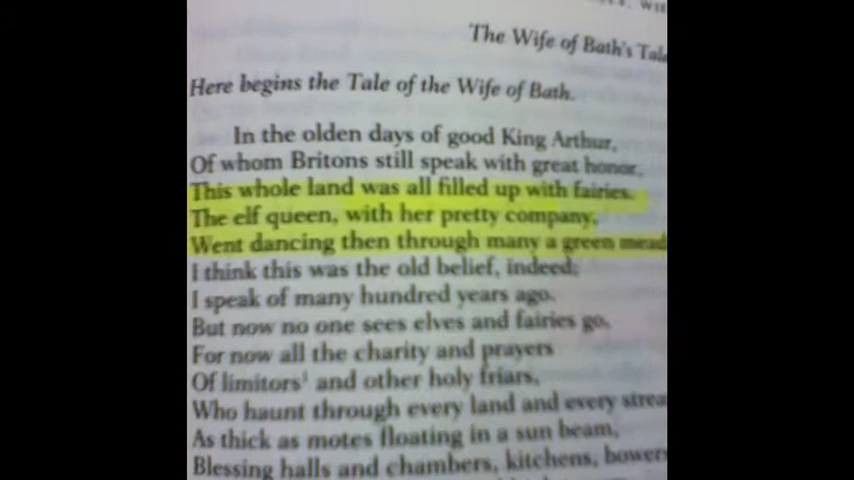 The Wife of Bath's Tale
Here begins the Tale of the Wife of Bath.
In the olden days of good King Arthur,
Of whom Britons still speak with great honor,
This whole land was all filled up with fairies.
The elf queen, with her pretty company,
Went dancing then through many a green mead
I think this was the old belief, indeed;
I speak of many hundred years ago.
But now no one sees elves and fairies go,
For now all the charity and prayers
Of limitors¹ and other holy friars,
Who haunt through every land and every strea
As thick as motes floating in a sun beam,
Blessing halls and chambers, kitchens, bowers